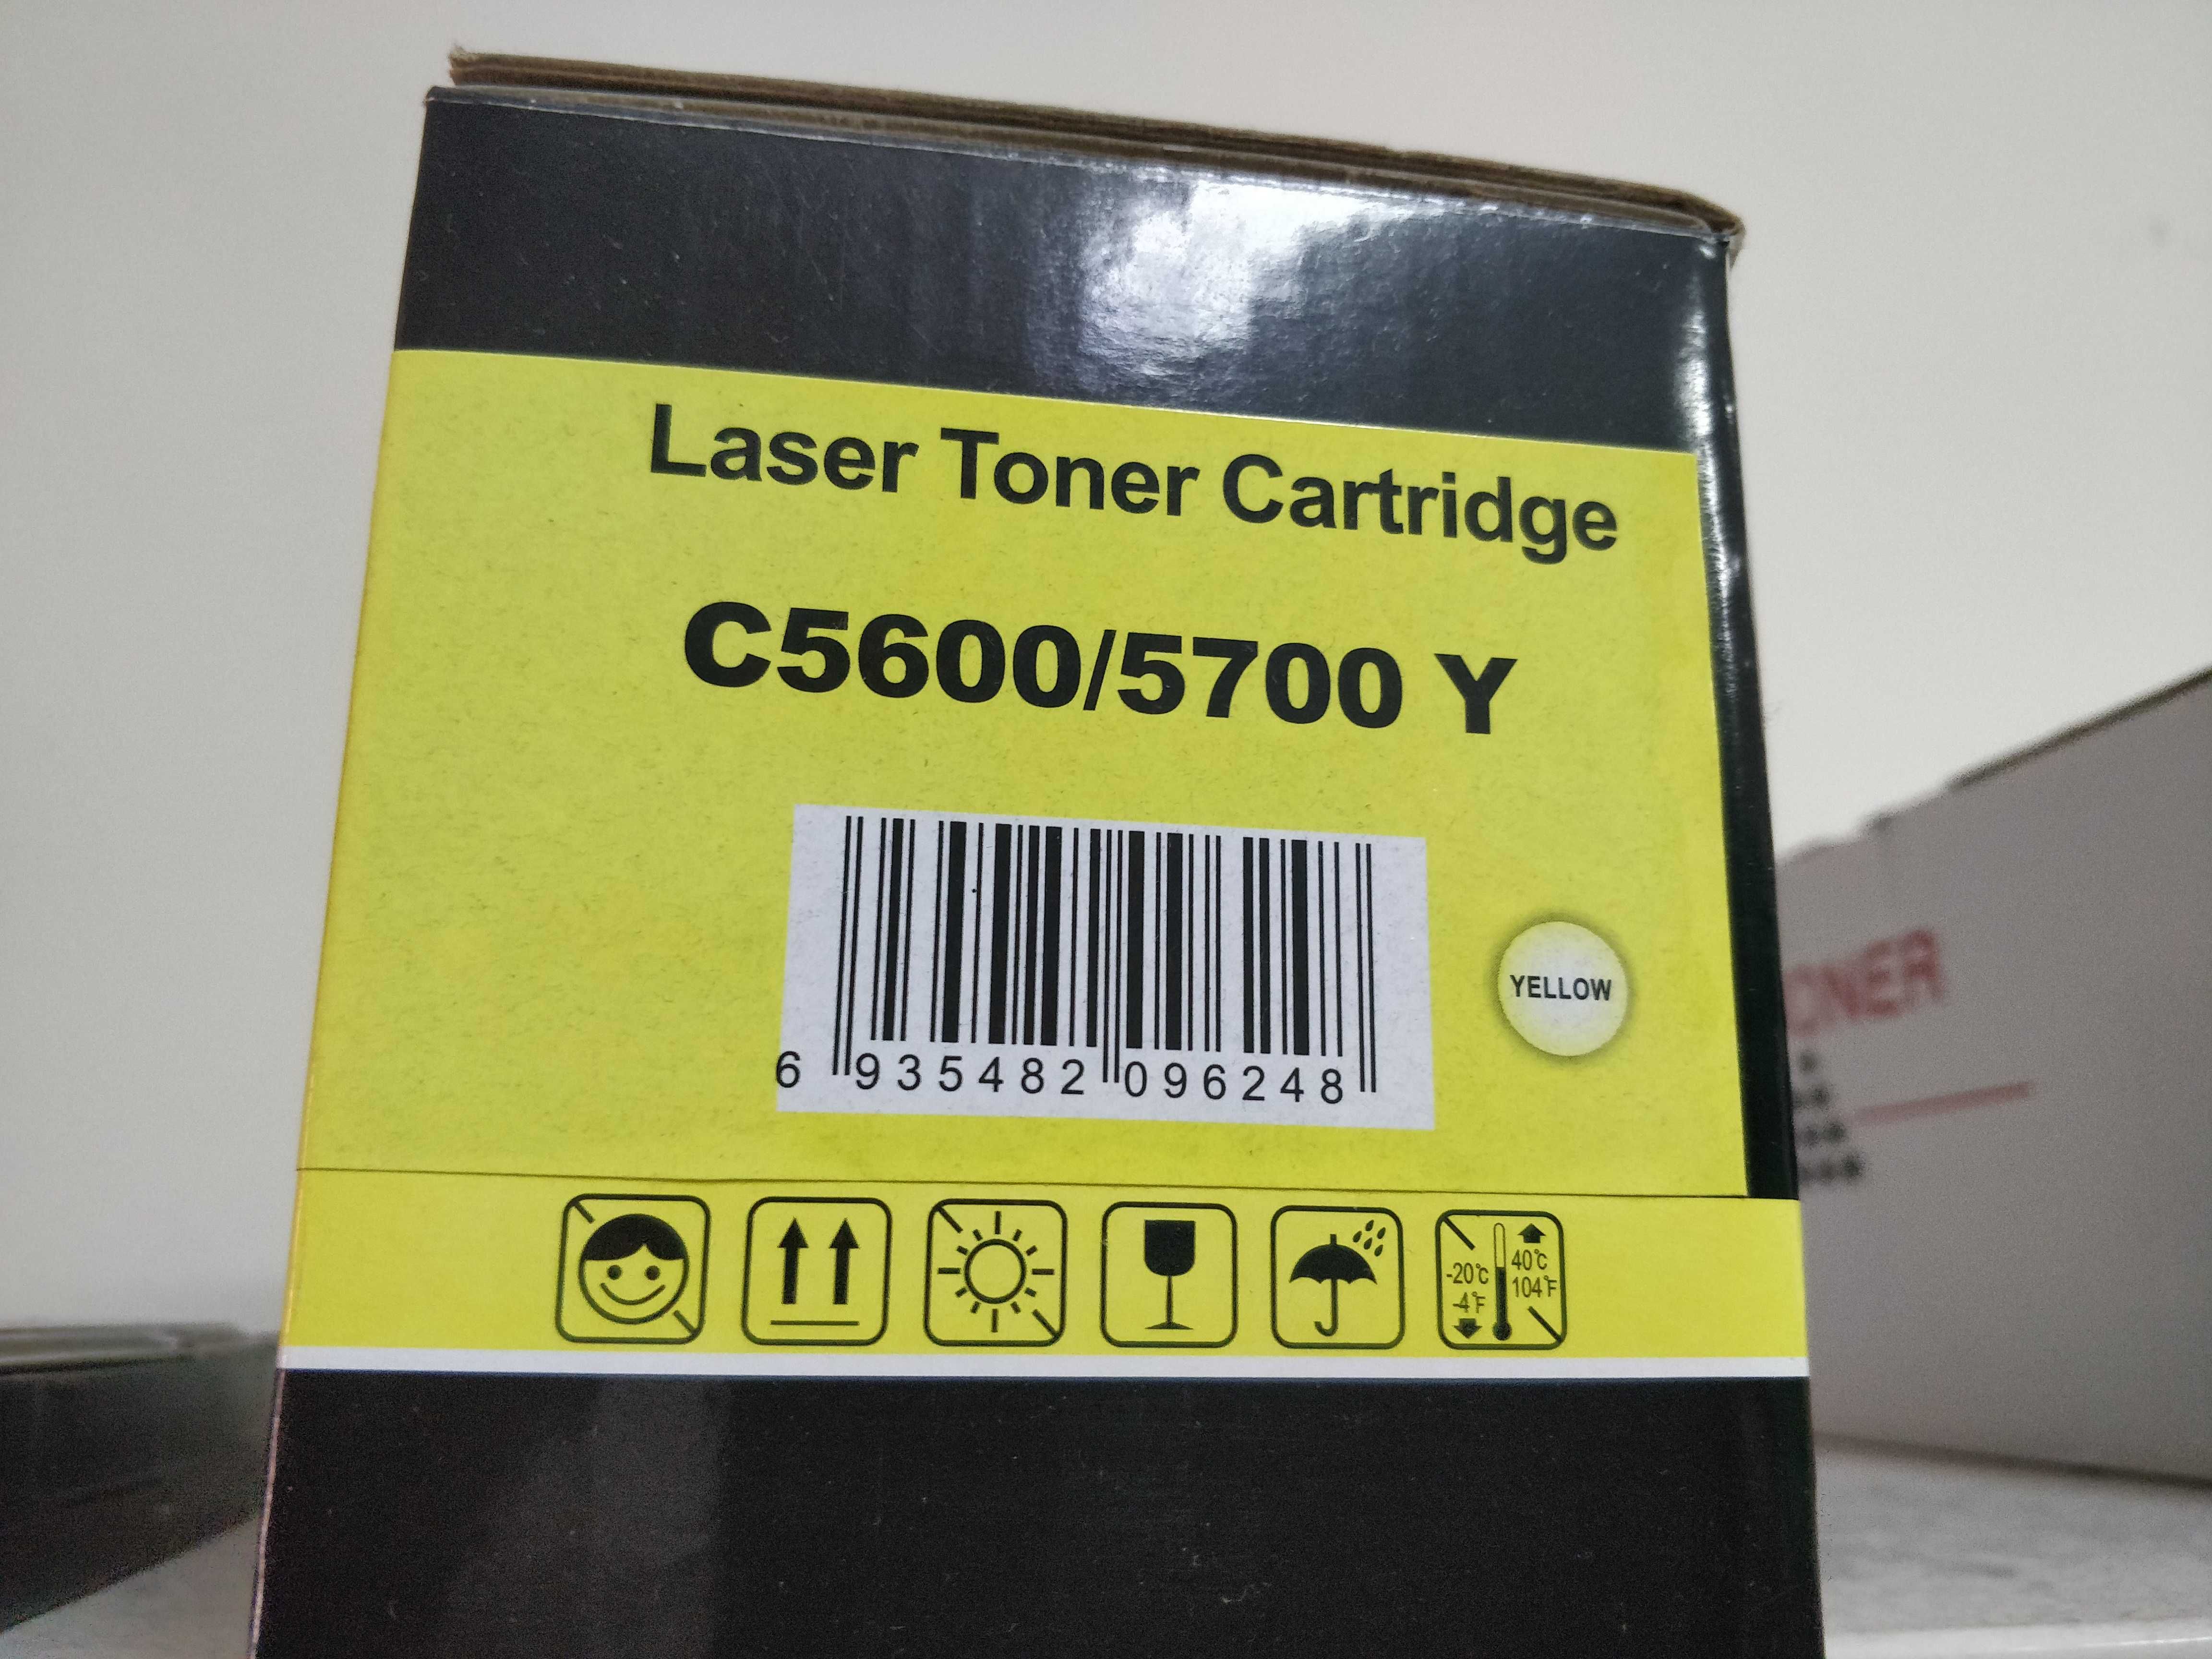 Laser Toner Cartridge
C5600/5700 Y
YELLOW
6 935482 096248
-20°C
-4°F
40°C
104°F